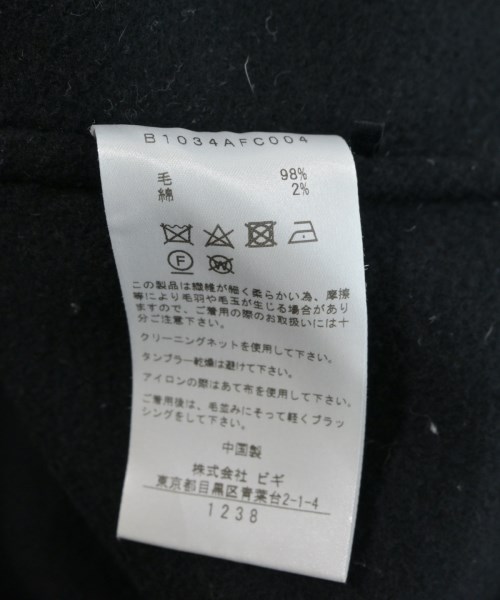 B1034AFC004
毛 98%
綿 2%
F W
この製品は繊維が細く柔らかい為、摩擦
等により毛羽や毛玉が生じる場合があり
ますので、ご着用の際のお取扱いには十
分ご注意下さい。
クリーニングネットを使用して下さい。
タンブラー乾燥は避けて下さい。
アイロンの際はあて布を使用して下さい。
ご着用後は、毛並みにそって軽くブラッ
シングをして下さい。
中国製
株式会社 ビギ
東京都目黒区青葉台2-1-4
1238